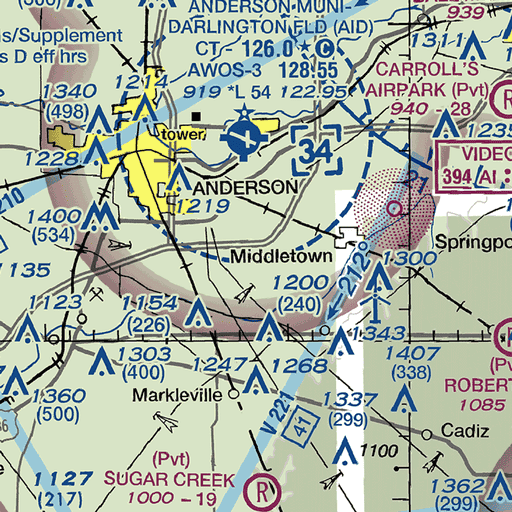 ANDERSON MUNI-
DARLINGTON FLD (AID)
CT 126.0 C
AWOS-3 128.55
919 *L 54 122.95
939
1311
/Supplement
s D eff hrs
CARROLL'S
AIRPARK (Pvt)
940 - 28
R
1214
1340
(498)
tower
34
1235
1228
VIDEO
394 AI
21
ANDERSON
1219
210
1400
(534)
Middletown
Springpo
1300
212
1135
1200
(240)
1123
1154
(226)
1343
1303
(400)
1247
1268
1407
(338)
R
(Pv
ROBERT
1085
1360
(500)
Markleville
V 221
41
1337
(299)
Cadiz
1100
(Pvt)
SUGAR CREEK
1000 - 19
R
1127
(217)
1362
(299)